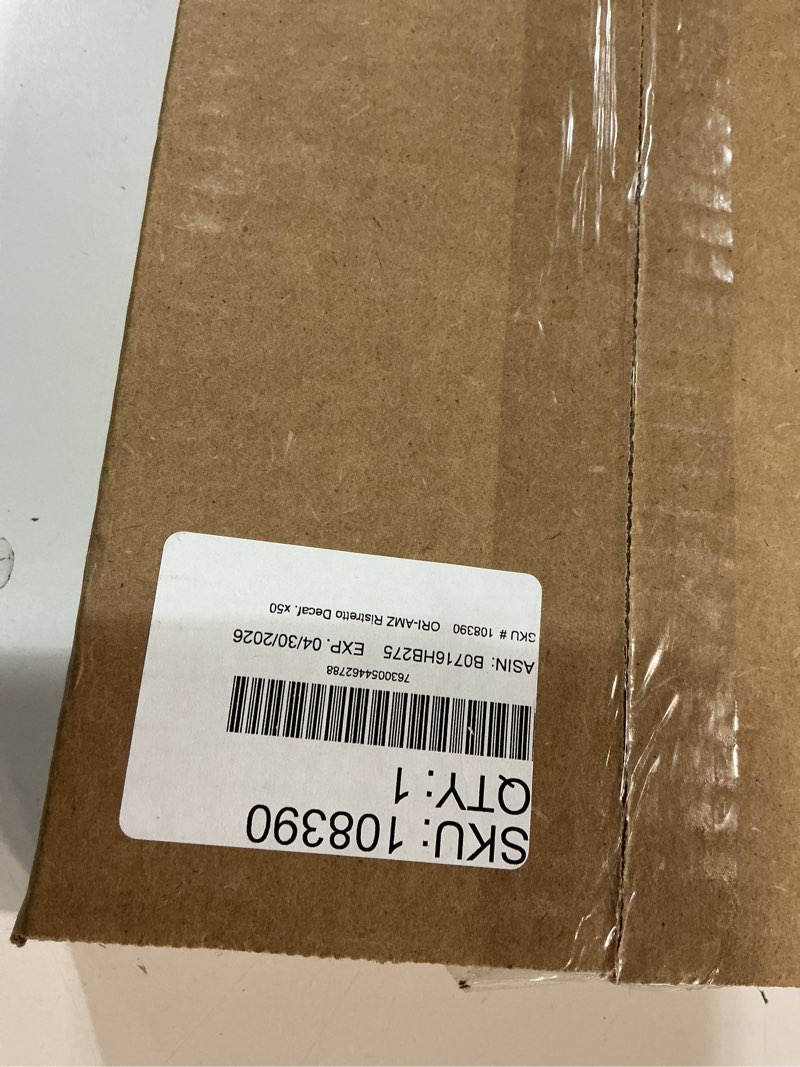 SKU: 108390
QTY: 1
7630054462788
ASIN: B0716HB275 EXP. 04/30/2026
SKU # 108390 ORI-AMZ Ristretto Decaf. x50